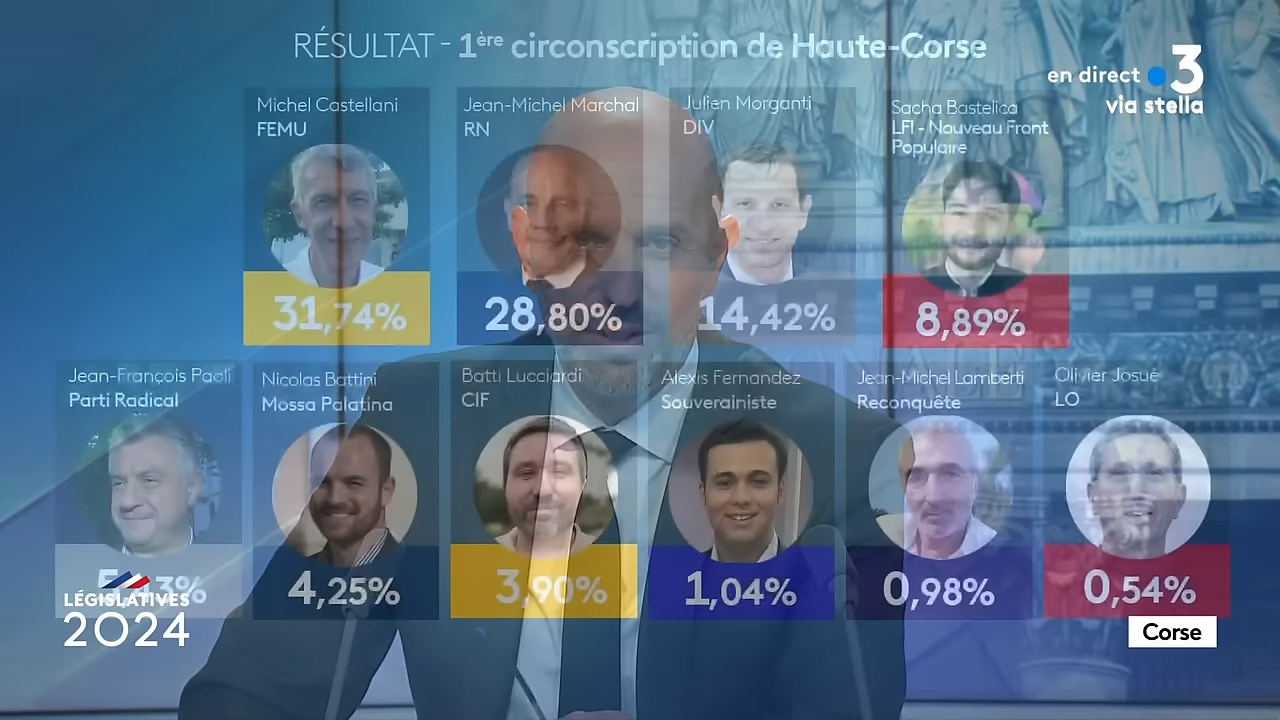 RÉSULTAT - 1ère circonscription de Haute-Corse
en direct 3
via stella
Michel Castellani
FEMU
31,74%
Jean-Michel Marchal
RN
28,80%
Julien Morganti
DIV
14,42%
Sacha Bastelica
LFI - Nouveau Front
Populaire
8,89%
Jean-François Paoli
Parti Radical
Nicolas Battini
Mossa Palatina
4,25%
Batti Lucciardi
CIF
3,90%
Alexis Fernandez
Souverainiste
1,04%
Jean-Michel Lamberti
Reconquête
0,98%
Olivier Josué
LO
0,54%
LÉGISLATIVES
2024
Corse